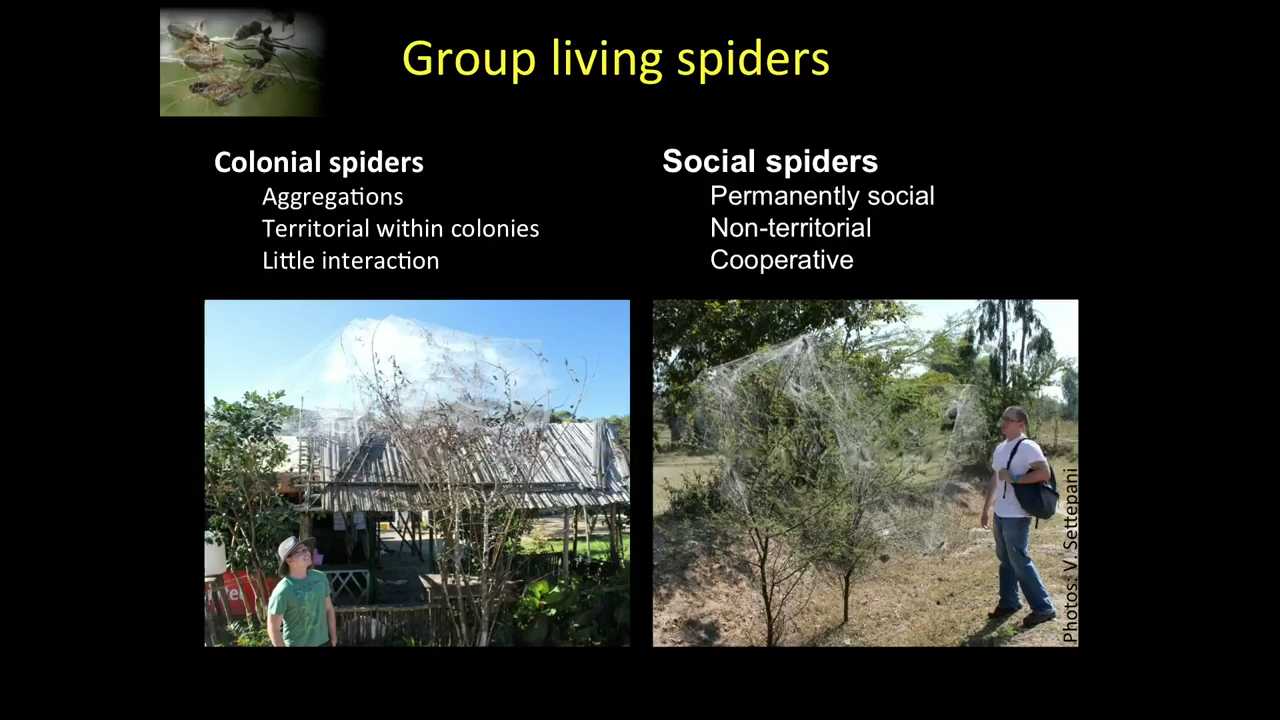 Group living spiders
Colonial spiders
Aggregations
Territorial within colonies
Little interaction
Social spiders
Permanently social
Non-territorial
Cooperative
Photos: V. Settepani